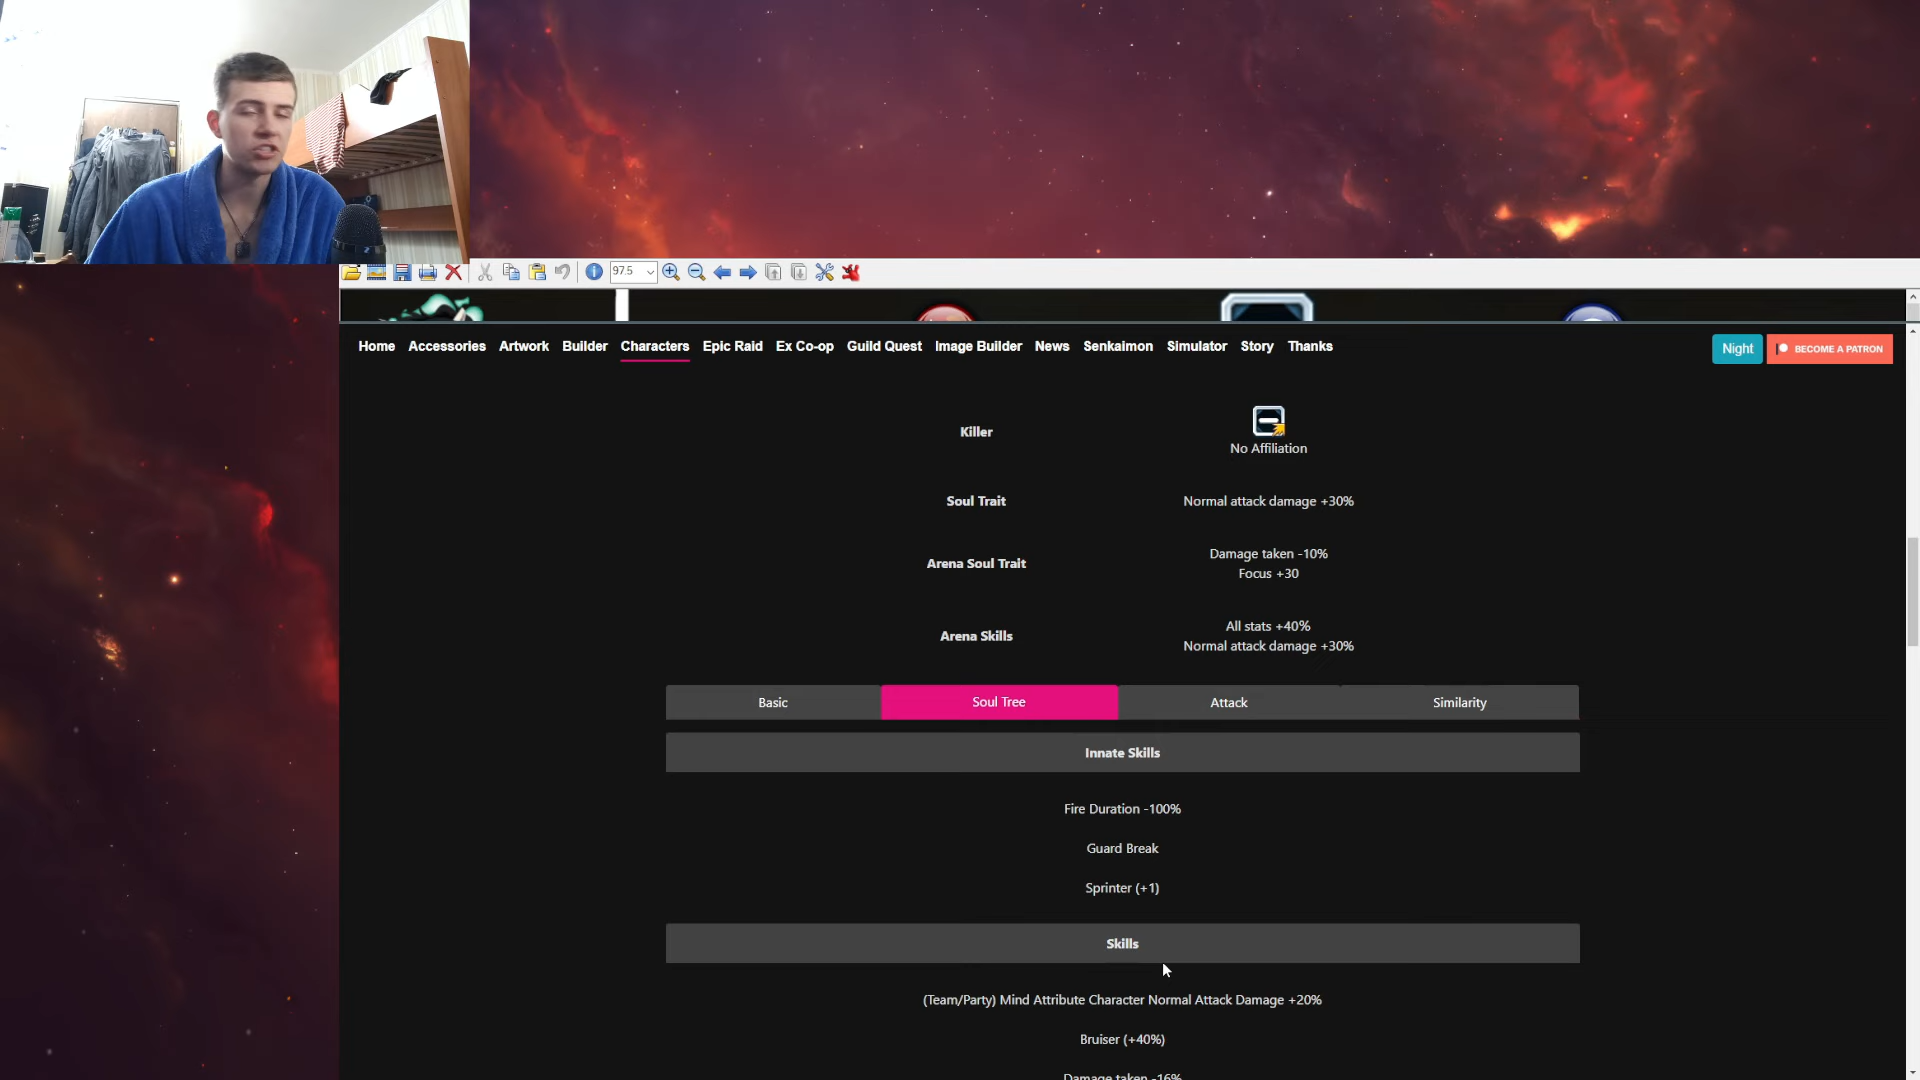 97.5
Home Accessories Artwork Builder Characters Epic Raid Ex Co-op Guild Quest Image Builder News Senkaimon Simulator Story Thanks
Night
BECOME A PATRON
Killer
No Affiliation
Soul Trait
Normal attack damage +30%
Arena Soul Trait
Damage taken -10%
Focus +30
Arena Skills
All stats +40%
Normal attack damage +30%
Basic
Soul Tree
Attack
Similarity
Innate Skills
Fire Duration -100%
Guard Break
Sprinter (+1)
Skills
(Team/Party) Mind Attribute Character Normal Attack Damage +20%
Bruiser (+40%)
Damage taken -16%